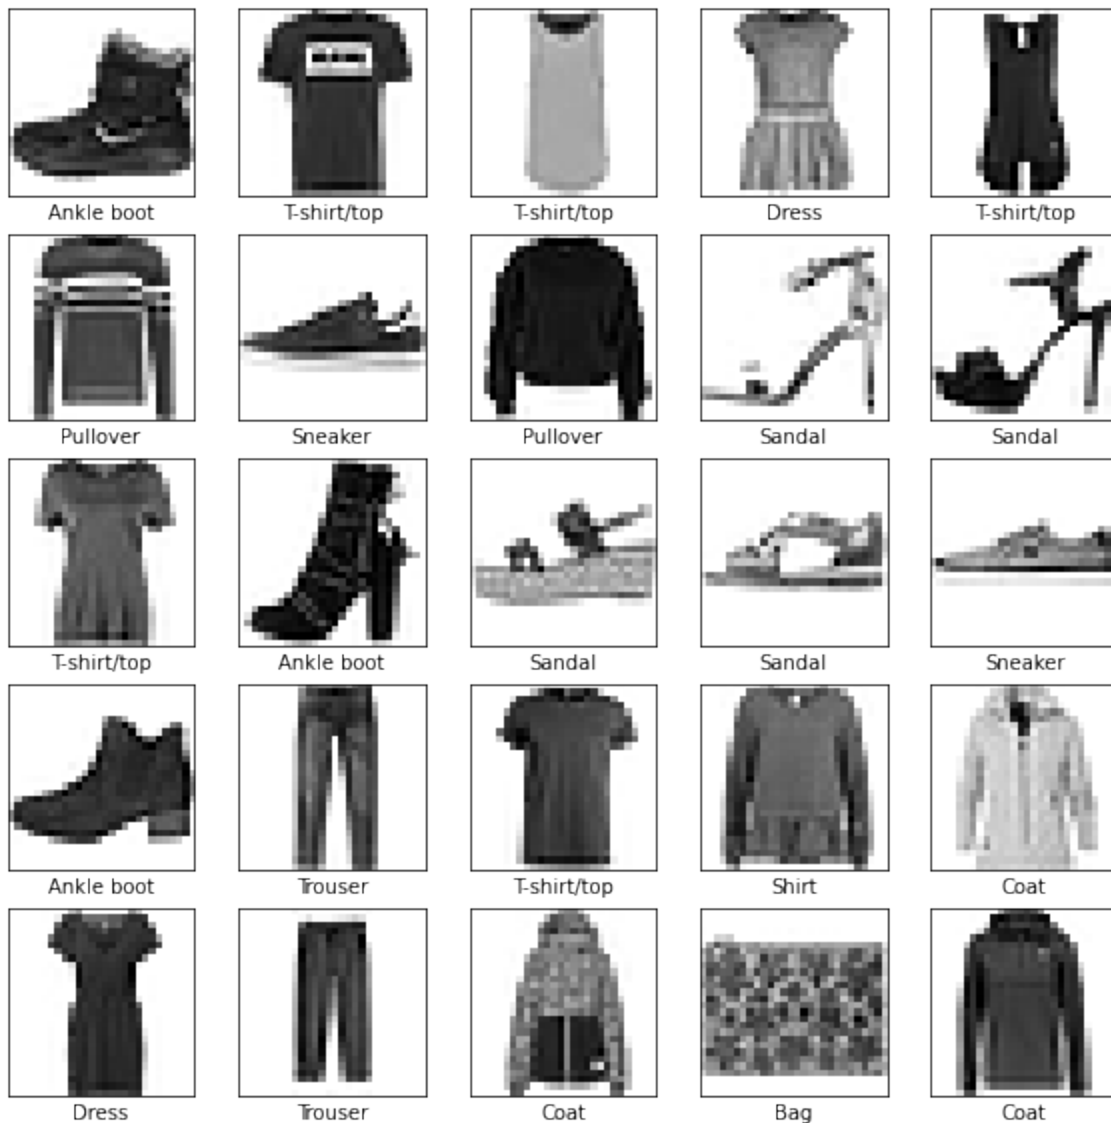 Ankle boot T-shirt/top T-shirt/top Dress T-shirt/top
Pullover Sneaker Pullover Sandal Sandal
T-shirt/top Ankle boot Sandal Sandal Sneaker
Ankle boot Trouser T-shirt/top Shirt Coat
Dress Trouser Coat Bag Coat